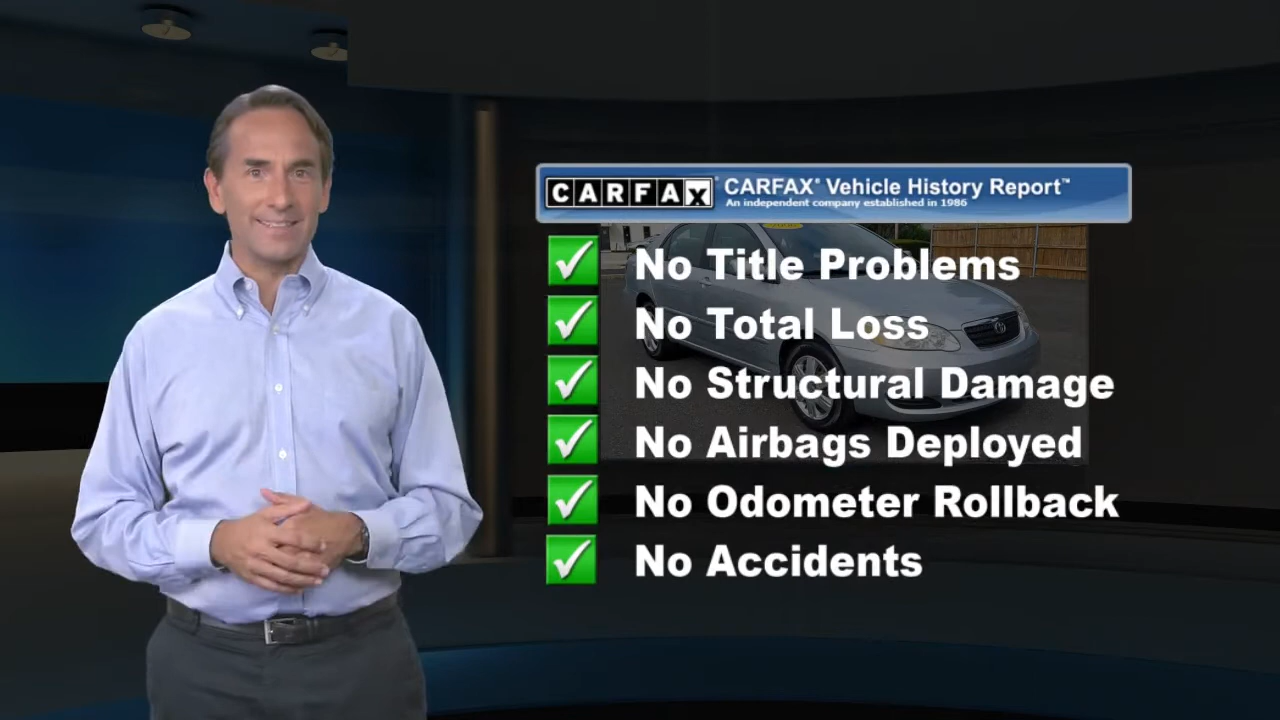 CARFAX® CARFAX® Vehicle History Report™
An independent company established in 1986
No Title Problems
No Total Loss
No Structural Damage
No Airbags Deployed
No Odometer Rollback
No Accidents